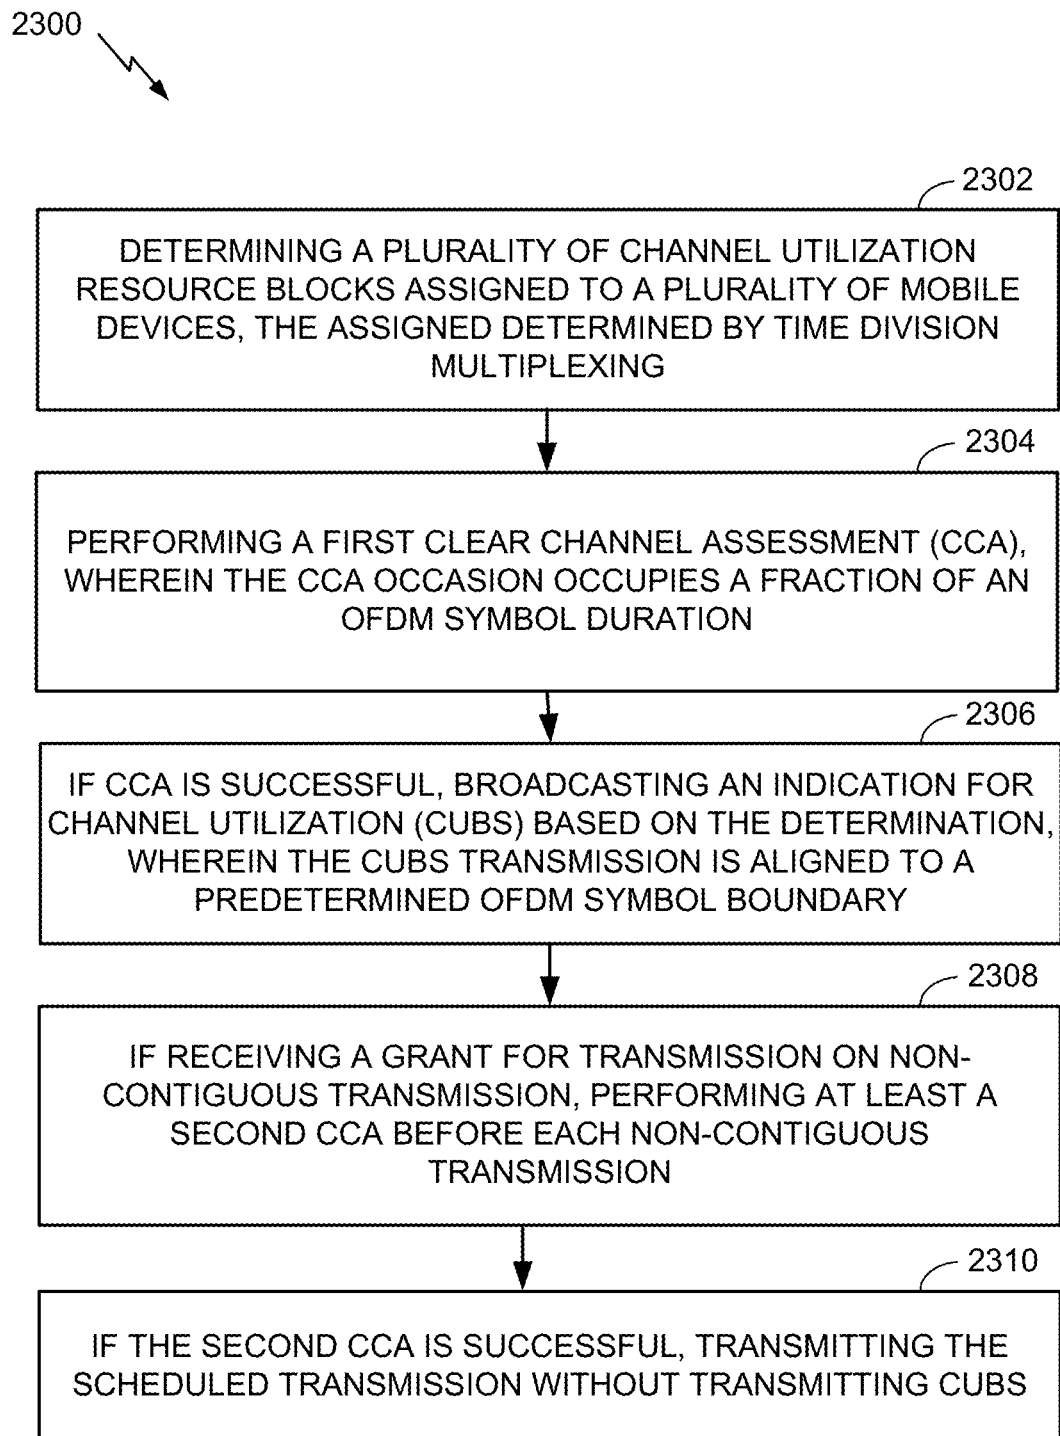 2300
2302
DETERMINING A PLURALITY OF CHANNEL UTILIZATION
RESOURCE BLOCKS ASSIGNED TO A PLURALITY OF MOBILE
DEVICES, THE ASSIGNED DETERMINED BY TIME DIVISION
MULTIPLEXING
2304
PERFORMING A FIRST CLEAR CHANNEL ASSESSMENT (CCA),
WHEREIN THE CCA OCCASION OCCUPIES A FRACTION OF AN
OFDM SYMBOL DURATION
2306
IF CCA IS SUCCESSFUL, BROADCASTING AN INDICATION FOR
CHANNEL UTILIZATION (CUBS) BASED ON THE DETERMINATION,
WHEREIN THE CUBS TRANSMISSION IS ALIGNED TO A
PREDETERMINED OFDM SYMBOL BOUNDARY
2308
IF RECEIVING A GRANT FOR TRANSMISSION ON NON-
CONTIGUOUS TRANSMISSION, PERFORMING AT LEAST A
SECOND CCA BEFORE EACH NON-CONTIGUOUS
TRANSMISSION
2310
IF THE SECOND CCA IS SUCCESSFUL, TRANSMITTING THE
SCHEDULED TRANSMISSION WITHOUT TRANSMITTING CUBS